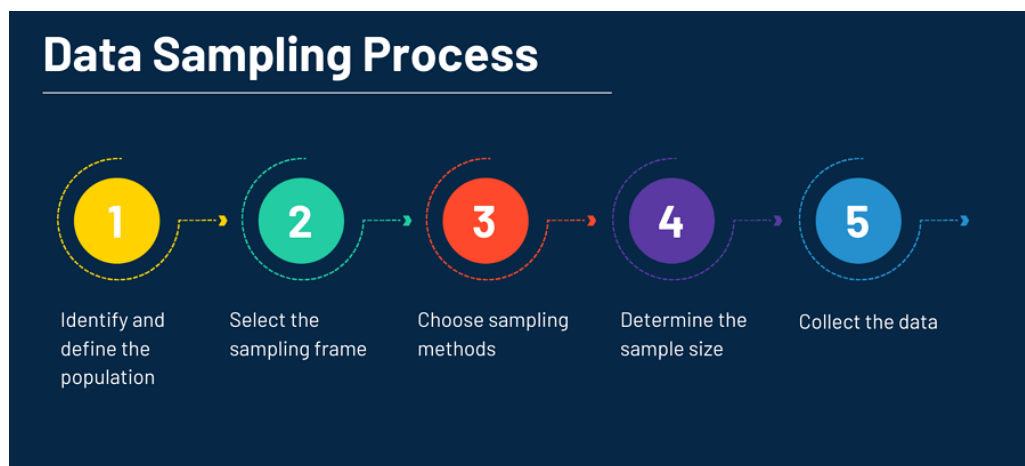 Data Sampling Process
1
2
3
4
5
Identify and
define the
population
Select the
sampling frame
Choose sampling
methods
Determine the
sample size
Collect the data